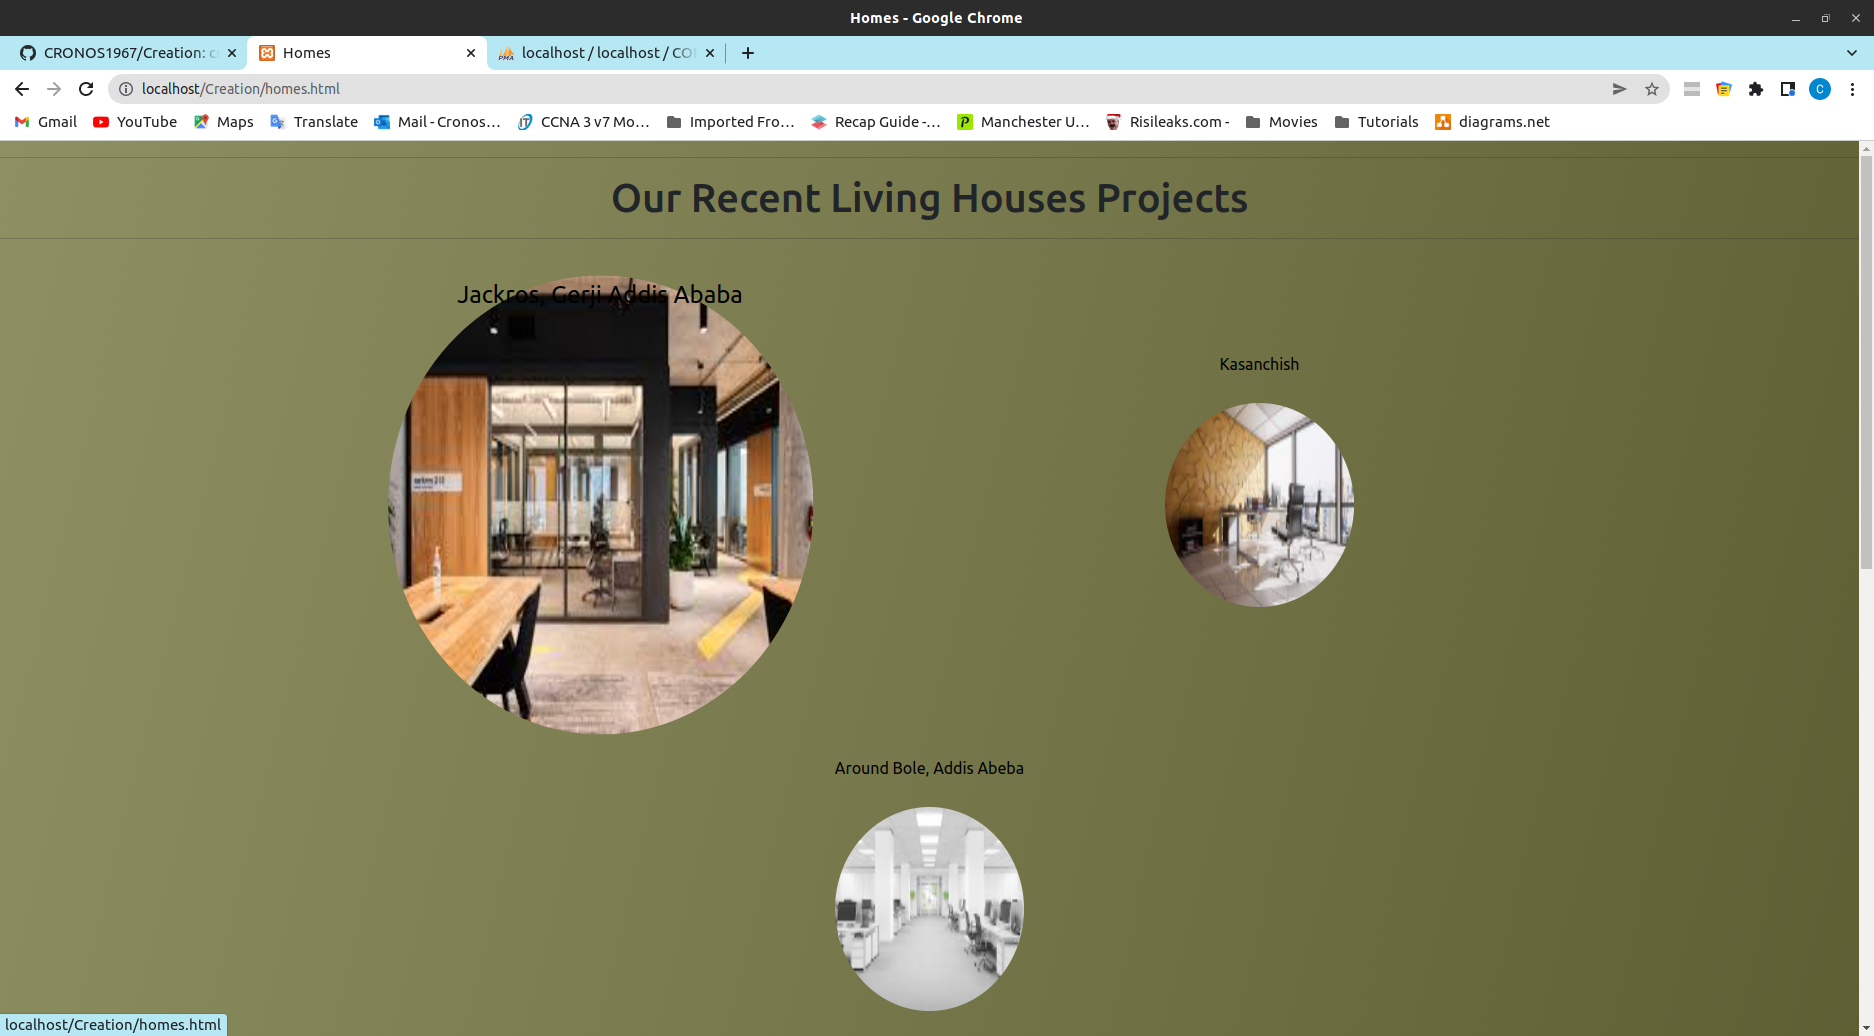 Homes - Google Chrome
CRONOS1967/Creation: c
Homes
localhost / localhost / CO
localhost/Creation/homes.html
Gmail
YouTube
Maps
Translate
Mail - Cronos...
CCNA 3 v7 Mo...
Imported Fro...
Recap Guide -...
Manchester U...
Risileaks.com -
Movies
Tutorials
diagrams.net
Our Recent Living Houses Projects
Jackros, Gerji Addis Ababa
Kasanchish
Around Bole, Addis Abeba
localhost/Creation/homes.html